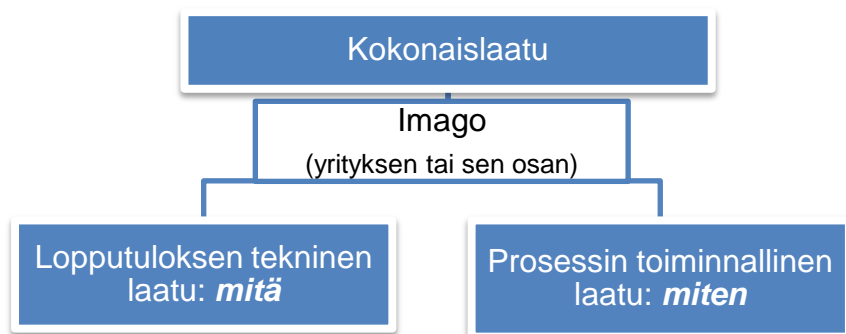 Kokonaislaatu
Imago
(yrityksen tai sen osan)
Lopputuloksen tekninen
laatu: mitä
Prosessin toiminnallinen
laatu: miten